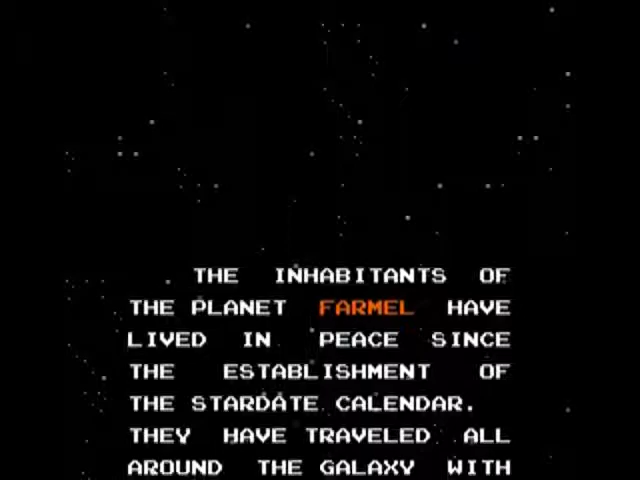 THE INHABITANTS OF
THE PLANET FARMEL HAVE
LIVED IN PEACE SINCE
THE ESTABLISHMENT OF
THE STARDATE CALENDAR.
THEY HAVE TRAVELED ALL
AROUND THE GALAXY WITH